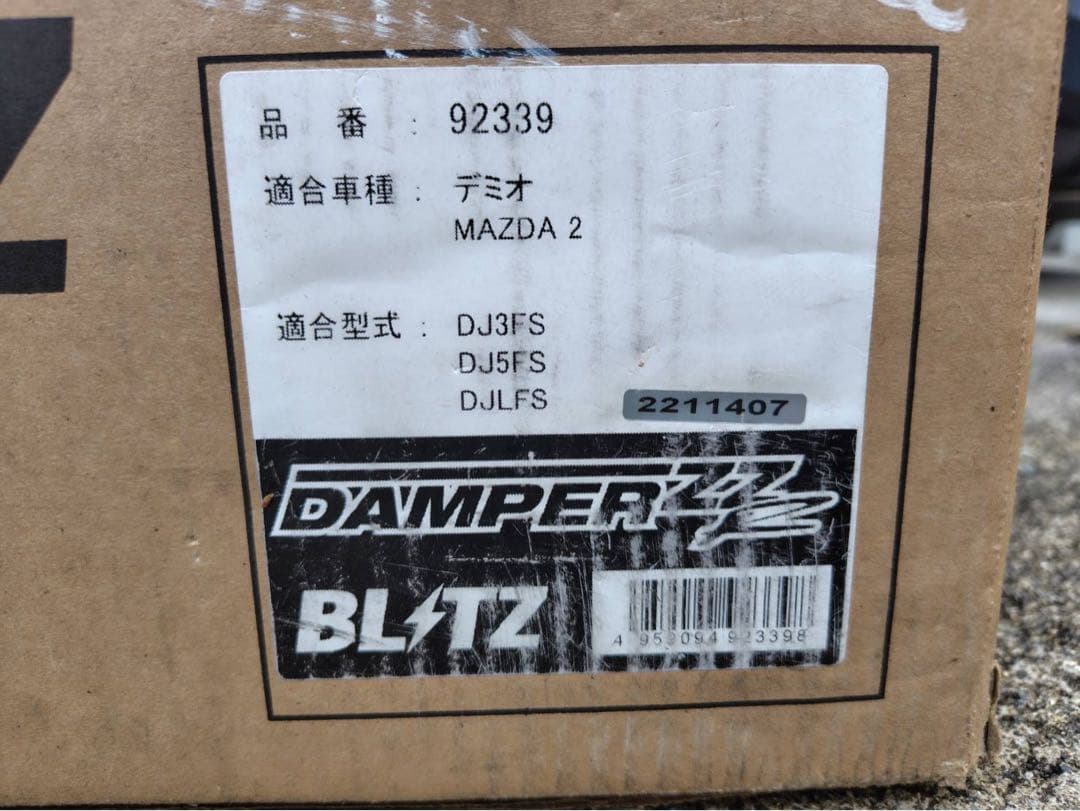 品 番 : 92339
適合車種 : デミオ
MAZDA 2
適合型式 : DJ3FS
DJ5FS
DJLFS
2211407
DAMPER ZZ
BLITZ
4 959094 923398